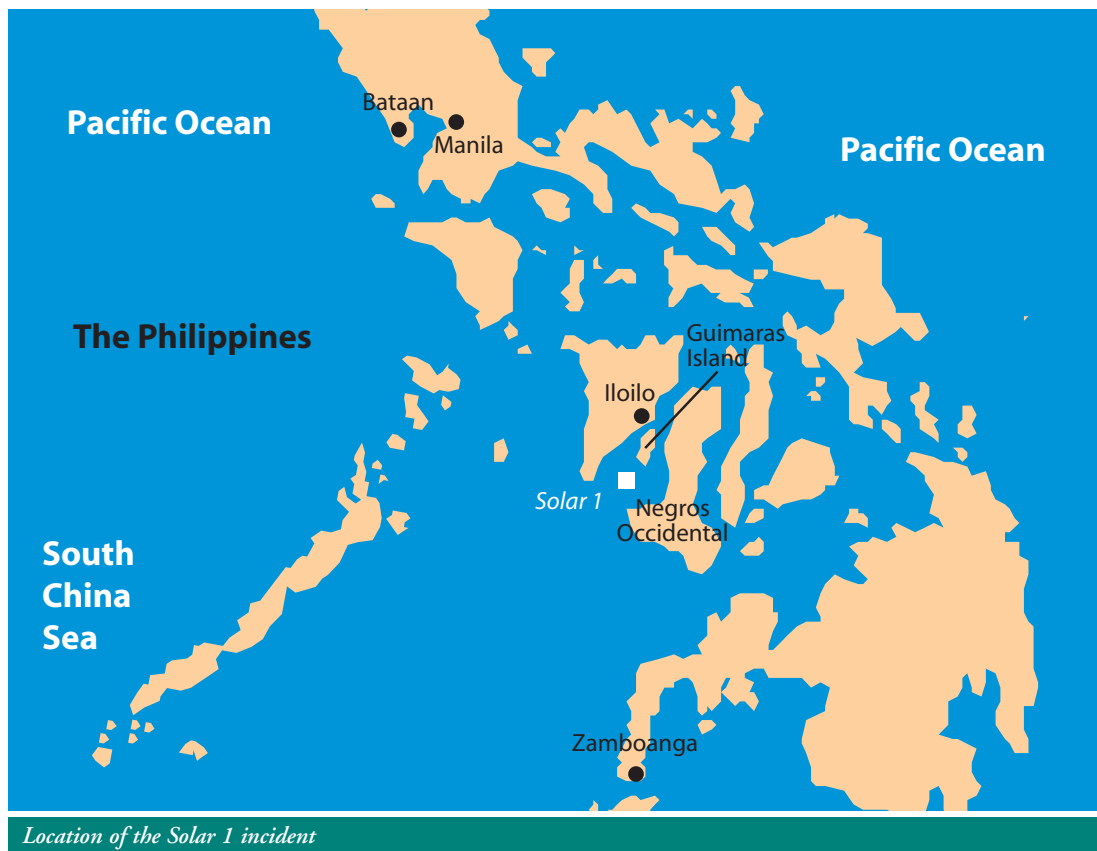 Bataan
Pacific Ocean
Manila
Pacific Ocean
The Philippines
Guimaras
Island
Iloilo
Solar 1
Negros
Occidental
South
China
Sea
Zamboanga
Location of the Solar 1 incident